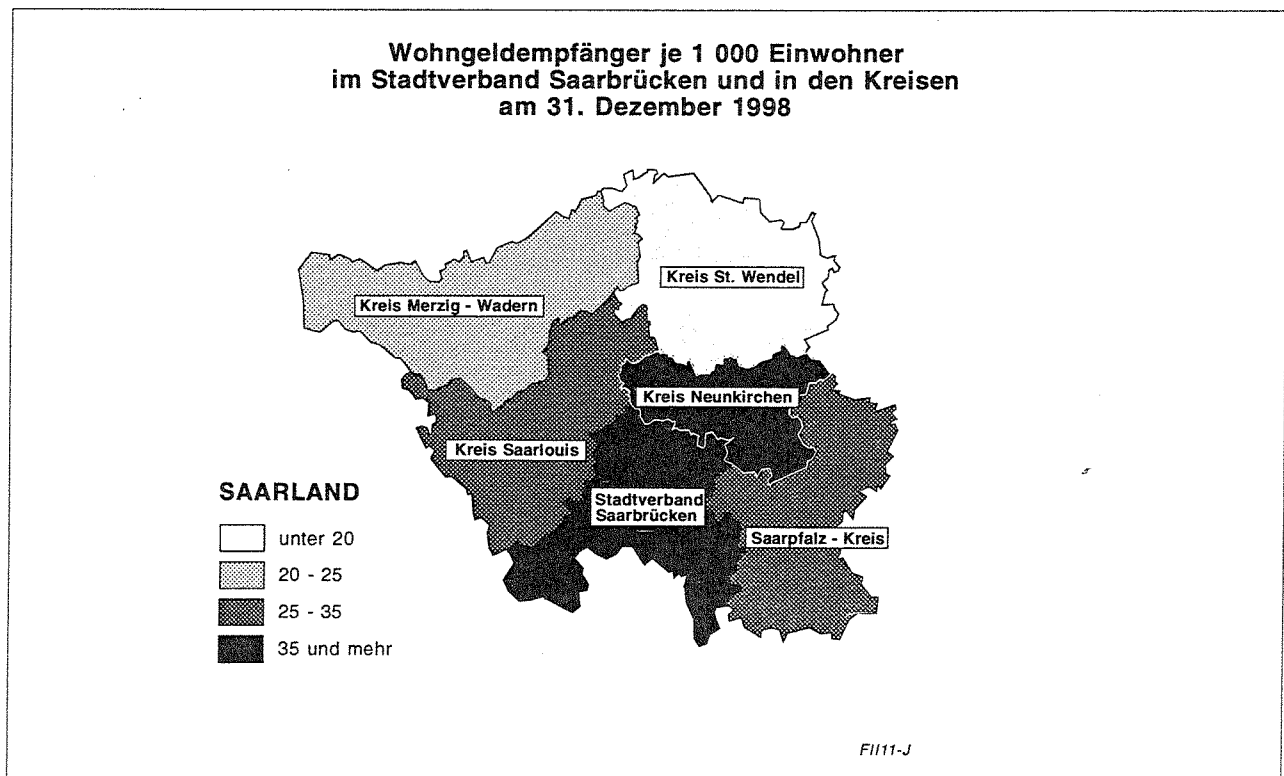 Wohngeldempfänger je 1 000 Einwohner
im Stadtverband Saarbrücken und in den Kreisen
am 31. Dezember 1998
Kreis St. Wendel
Kreis Merzig - Wadern
Kreis Neunkirchen
Kreis Saarlouis
Stadtverband
Saarbrücken
Saarpfalz - Kreis
SAARLAND
unter 20
20 - 25
25 - 35
35 und mehr
FII11-J